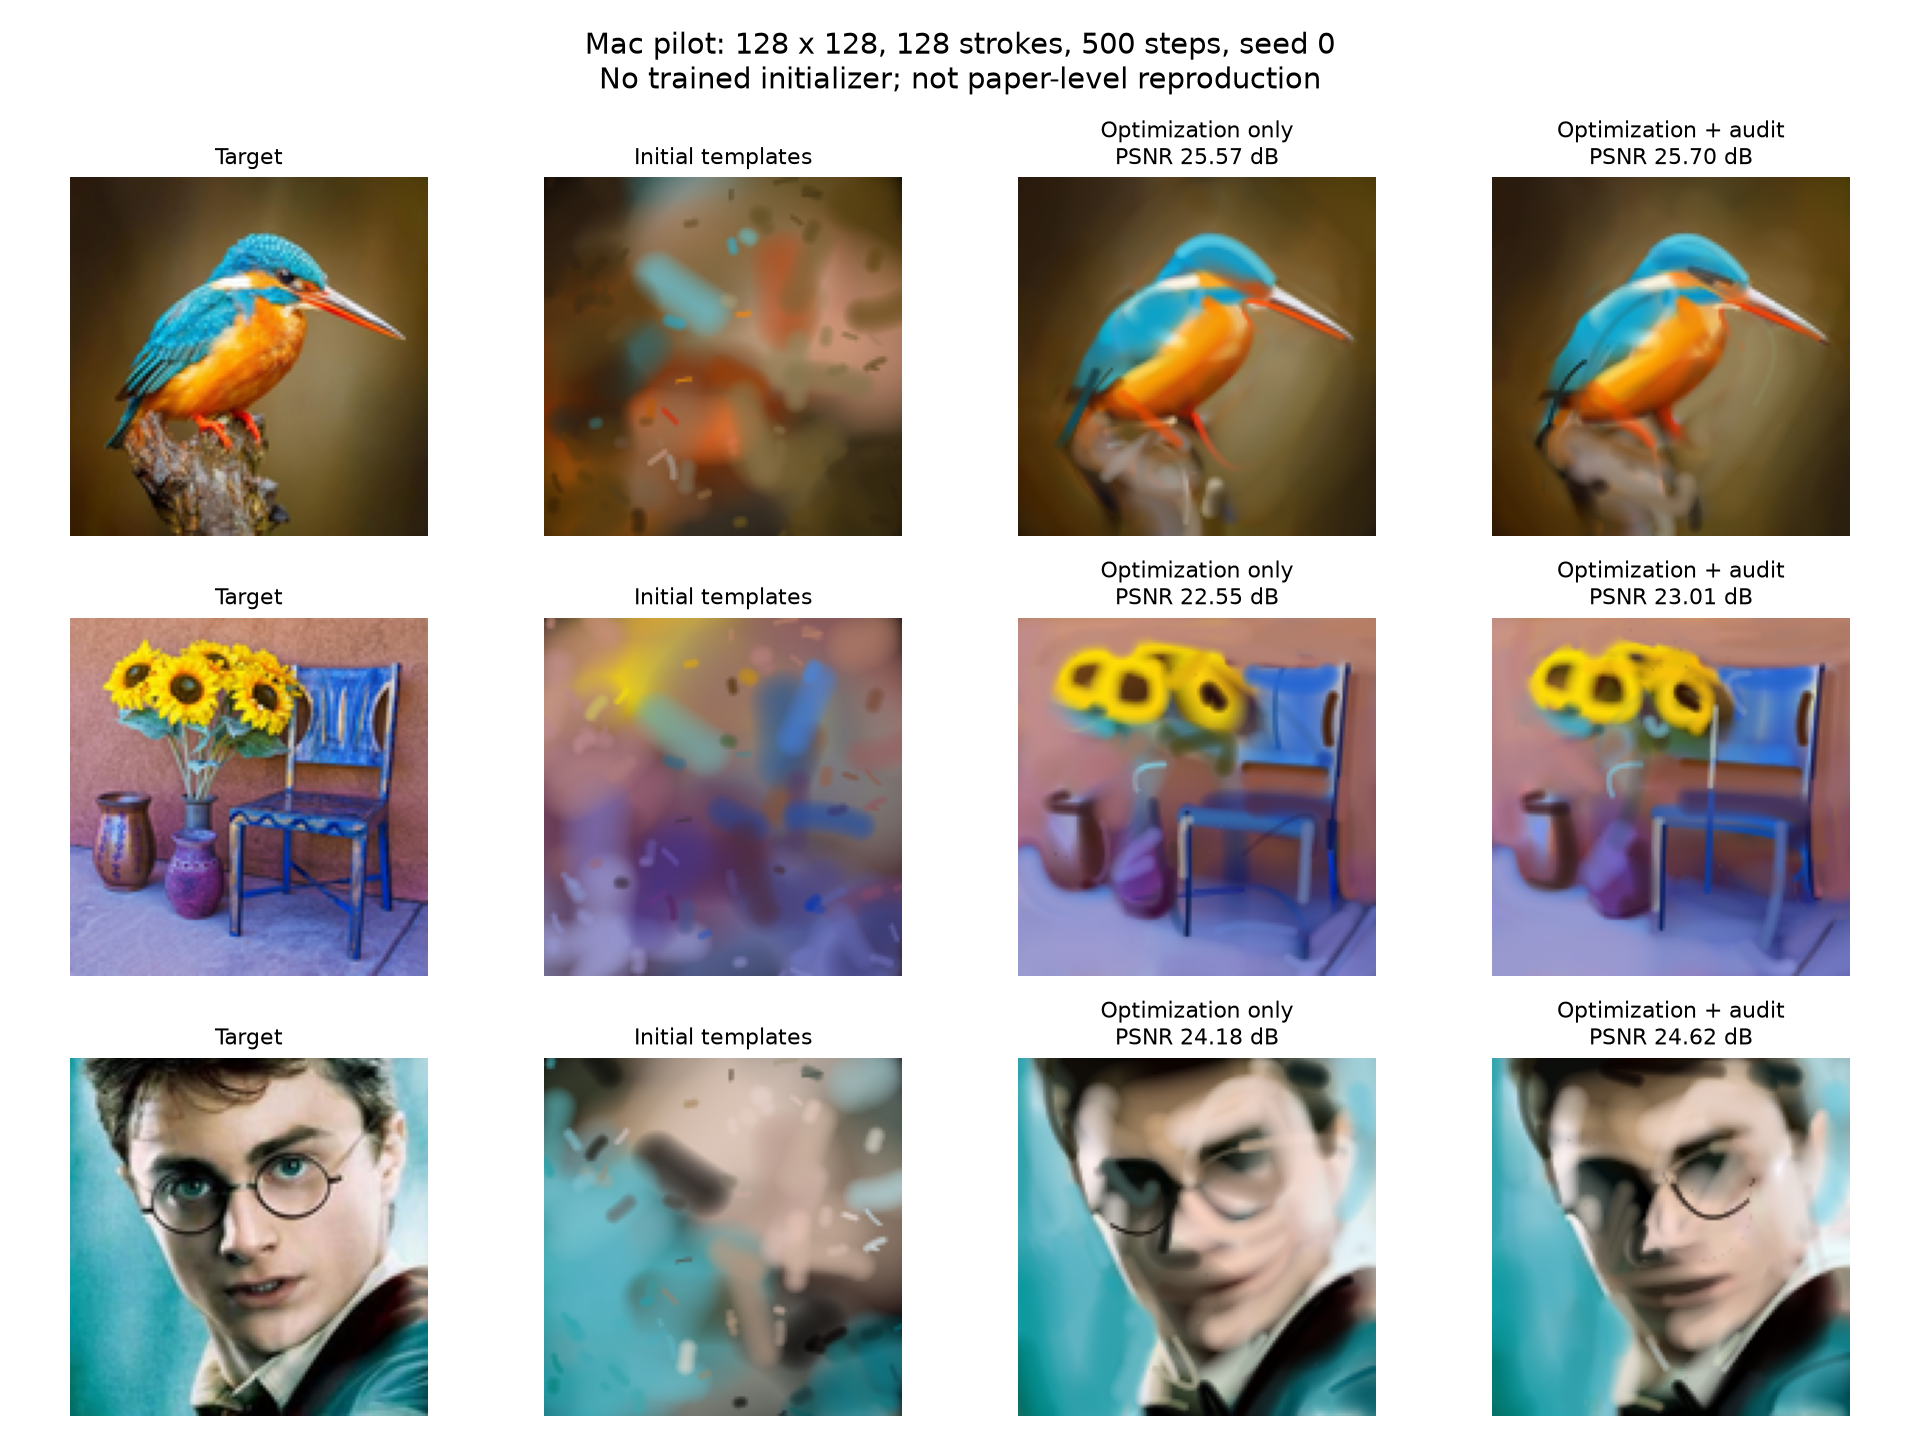 Mac pilot: 128 x 128, 128 strokes, 500 steps, seed 0
No trained initializer; not paper-level reproduction
Target
Initial templates
Optimization only
PSNR 25.57 dB
Optimization + audit
PSNR 25.70 dB
Target
Initial templates
Optimization only
PSNR 22.55 dB
Optimization + audit
PSNR 23.01 dB
Target
Initial templates
Optimization only
PSNR 24.18 dB
Optimization + audit
PSNR 24.62 dB